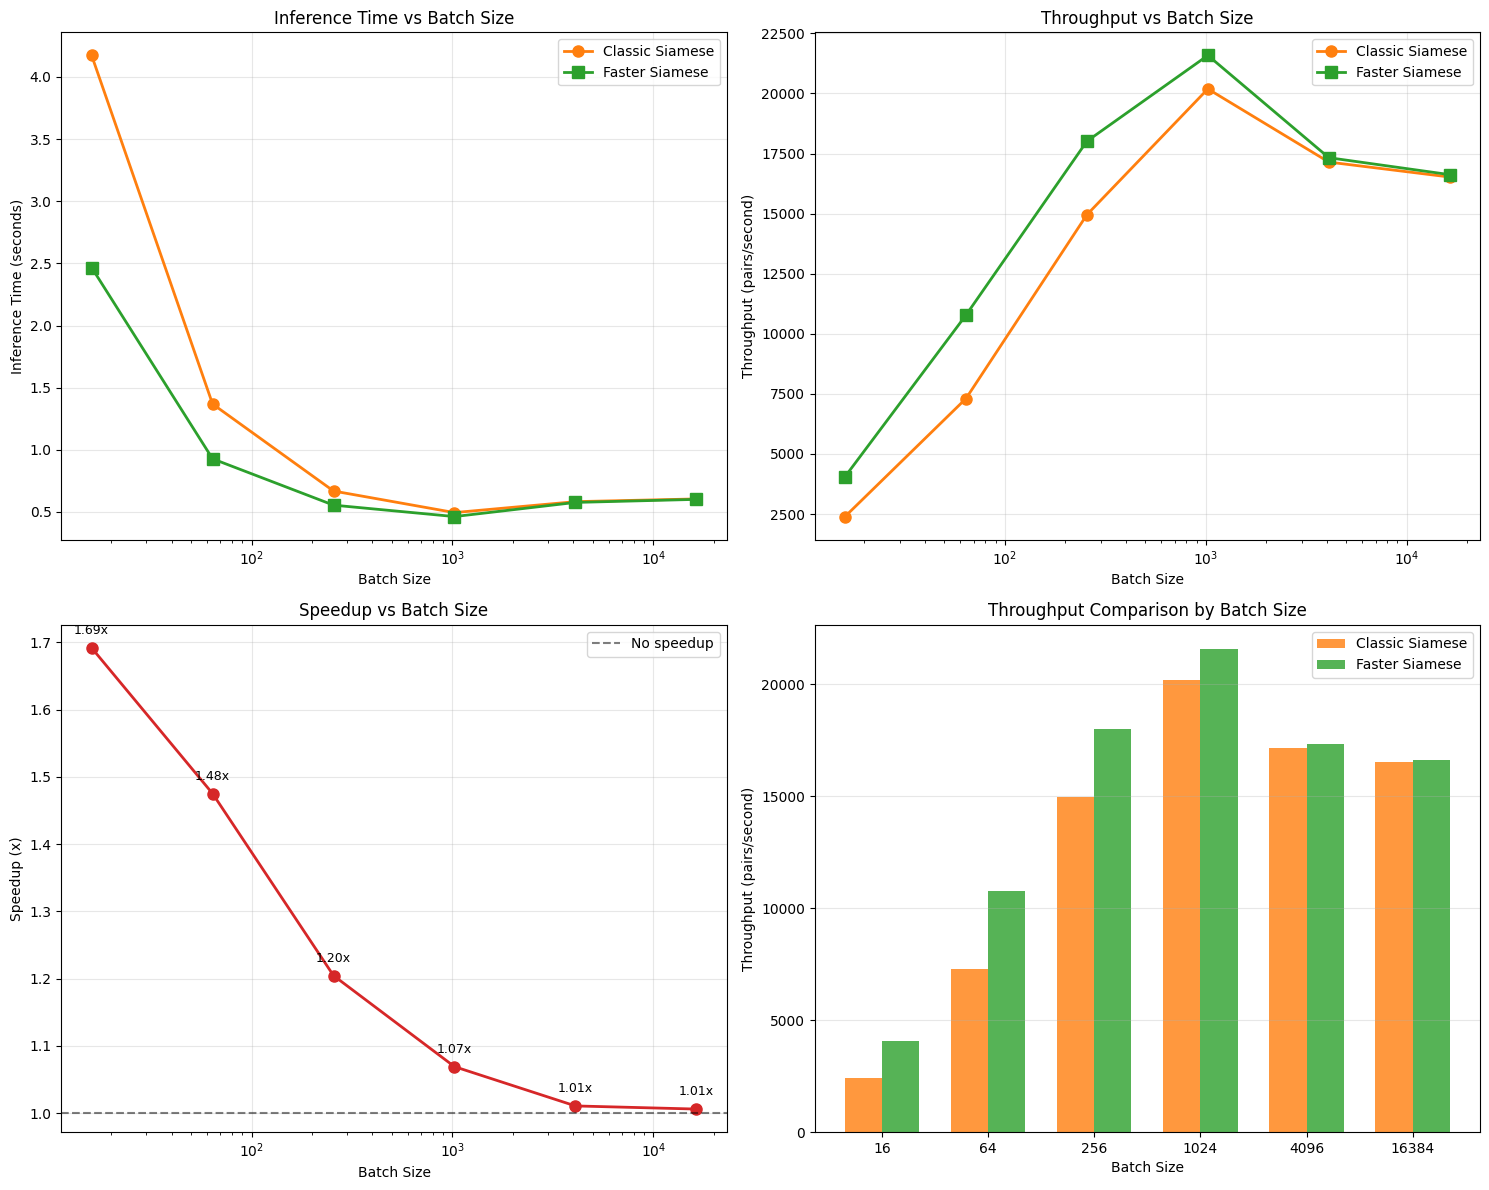 Inference Time vs Batch Size
Classic Siamese
Faster Siamese
4.0
3.5
3.0
2.5
2.0
1.5
1.0
0.5
Inference Time (seconds)
10²
10³
10⁴
Batch Size
Throughput vs Batch Size
Classic Siamese
Faster Siamese
22500
20000
17500
15000
12500
10000
7500
5000
2500
Throughput (pairs/second)
10²
10³
10⁴
Batch Size
Speedup vs Batch Size
No speedup
1.69x
1.48x
1.20x
1.07x
1.01x
1.01x
1.7
1.6
1.5
1.4
1.3
1.2
1.1
1.0
Speedup (x)
10²
10³
10⁴
Batch Size
Throughput Comparison by Batch Size
Classic Siamese
Faster Siamese
20000
15000
10000
5000
0
Throughput (pairs/second)
16
64
256
1024
4096
16384
Batch Size